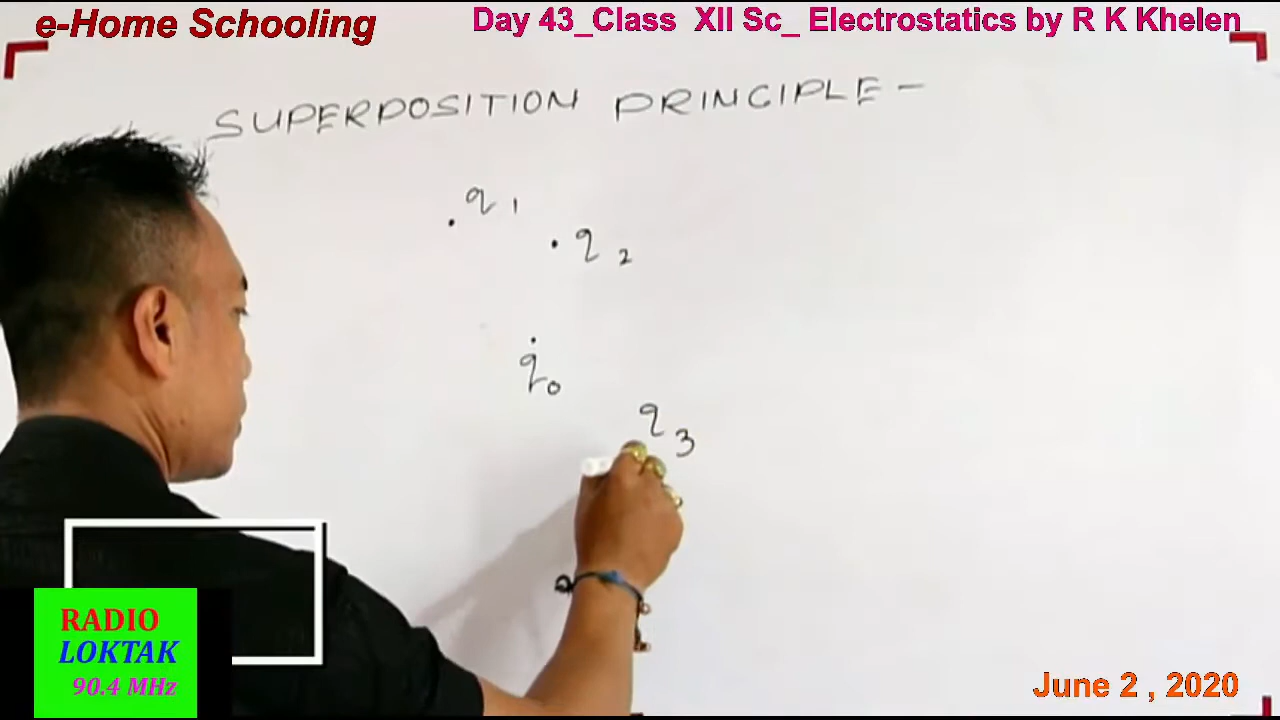 e-Home Schooling
Day 43_Class XII Sc_ Electrostatics by R K Khelen
SUPERPOSITION PRINCIPLE –
q1
q2
q0
q3
RADIO
LOKTAK
90.4 MHz
June 2 , 2020